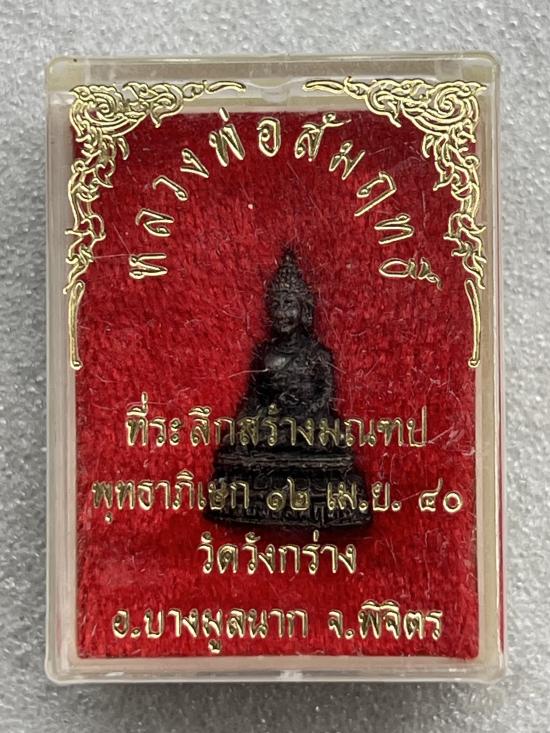 หลวงพ่อสัมฤทธิ์
ที่ระลึกสร้างมณฑป
พุทธาภิเษก ๑๒ เม.ย. ๔๐
วัดวังกร่าง
อ.บางมูลนาก จ.พิจิตร